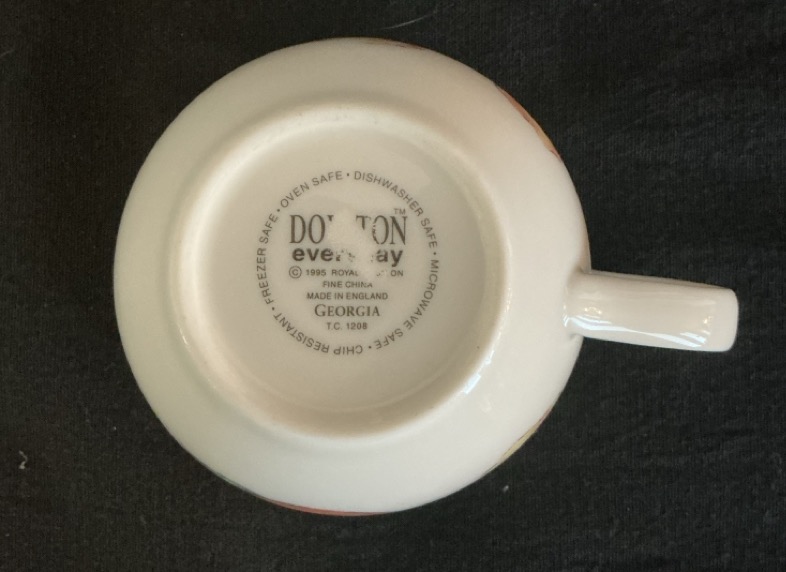 • OVEN SAFE • DISHWASHER SAFE • MICROWAVE SAFE • CHIP RESISTANT • FREEZER SAFE
TM
© 1995 ROYAL
FINE CHINA
MADE IN ENGLAND
GEORGIA
T.C. 1208